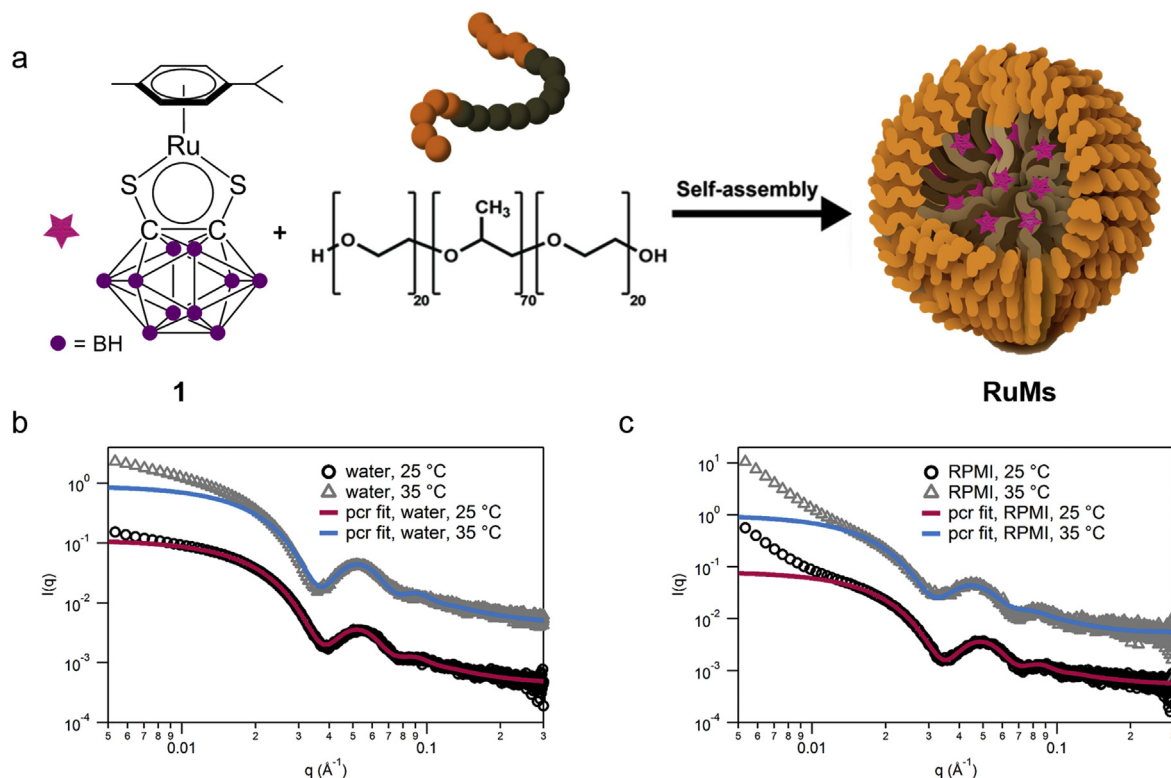 a
Ru
S S
C C
+
= BH
1
H O
20
O
CH3
70
O
OH
20
Self-assembly
RuMs
b
I(q)
10^0
10^-1
10^-2
10^-3
10^-4
water, 25 °C
water, 35 °C
pcr fit, water, 25 °C
pcr fit, water, 35 °C
5 6 7 8 9 2 3 4 5 6 7 8 9 2 3
0.01 0.1
q (Å^-1)
c
I(q)
10^1
10^0
10^-1
10^-2
10^-3
10^-4
RPMI, 25 °C
RPMI, 35 °C
pcr fit, RPMI, 25 °C
pcr fit, RPMI, 35 °C
5 6 7 8 9 2 3 4 5 6 7 8 9 2
0.01 0.1
q (Å^-1)